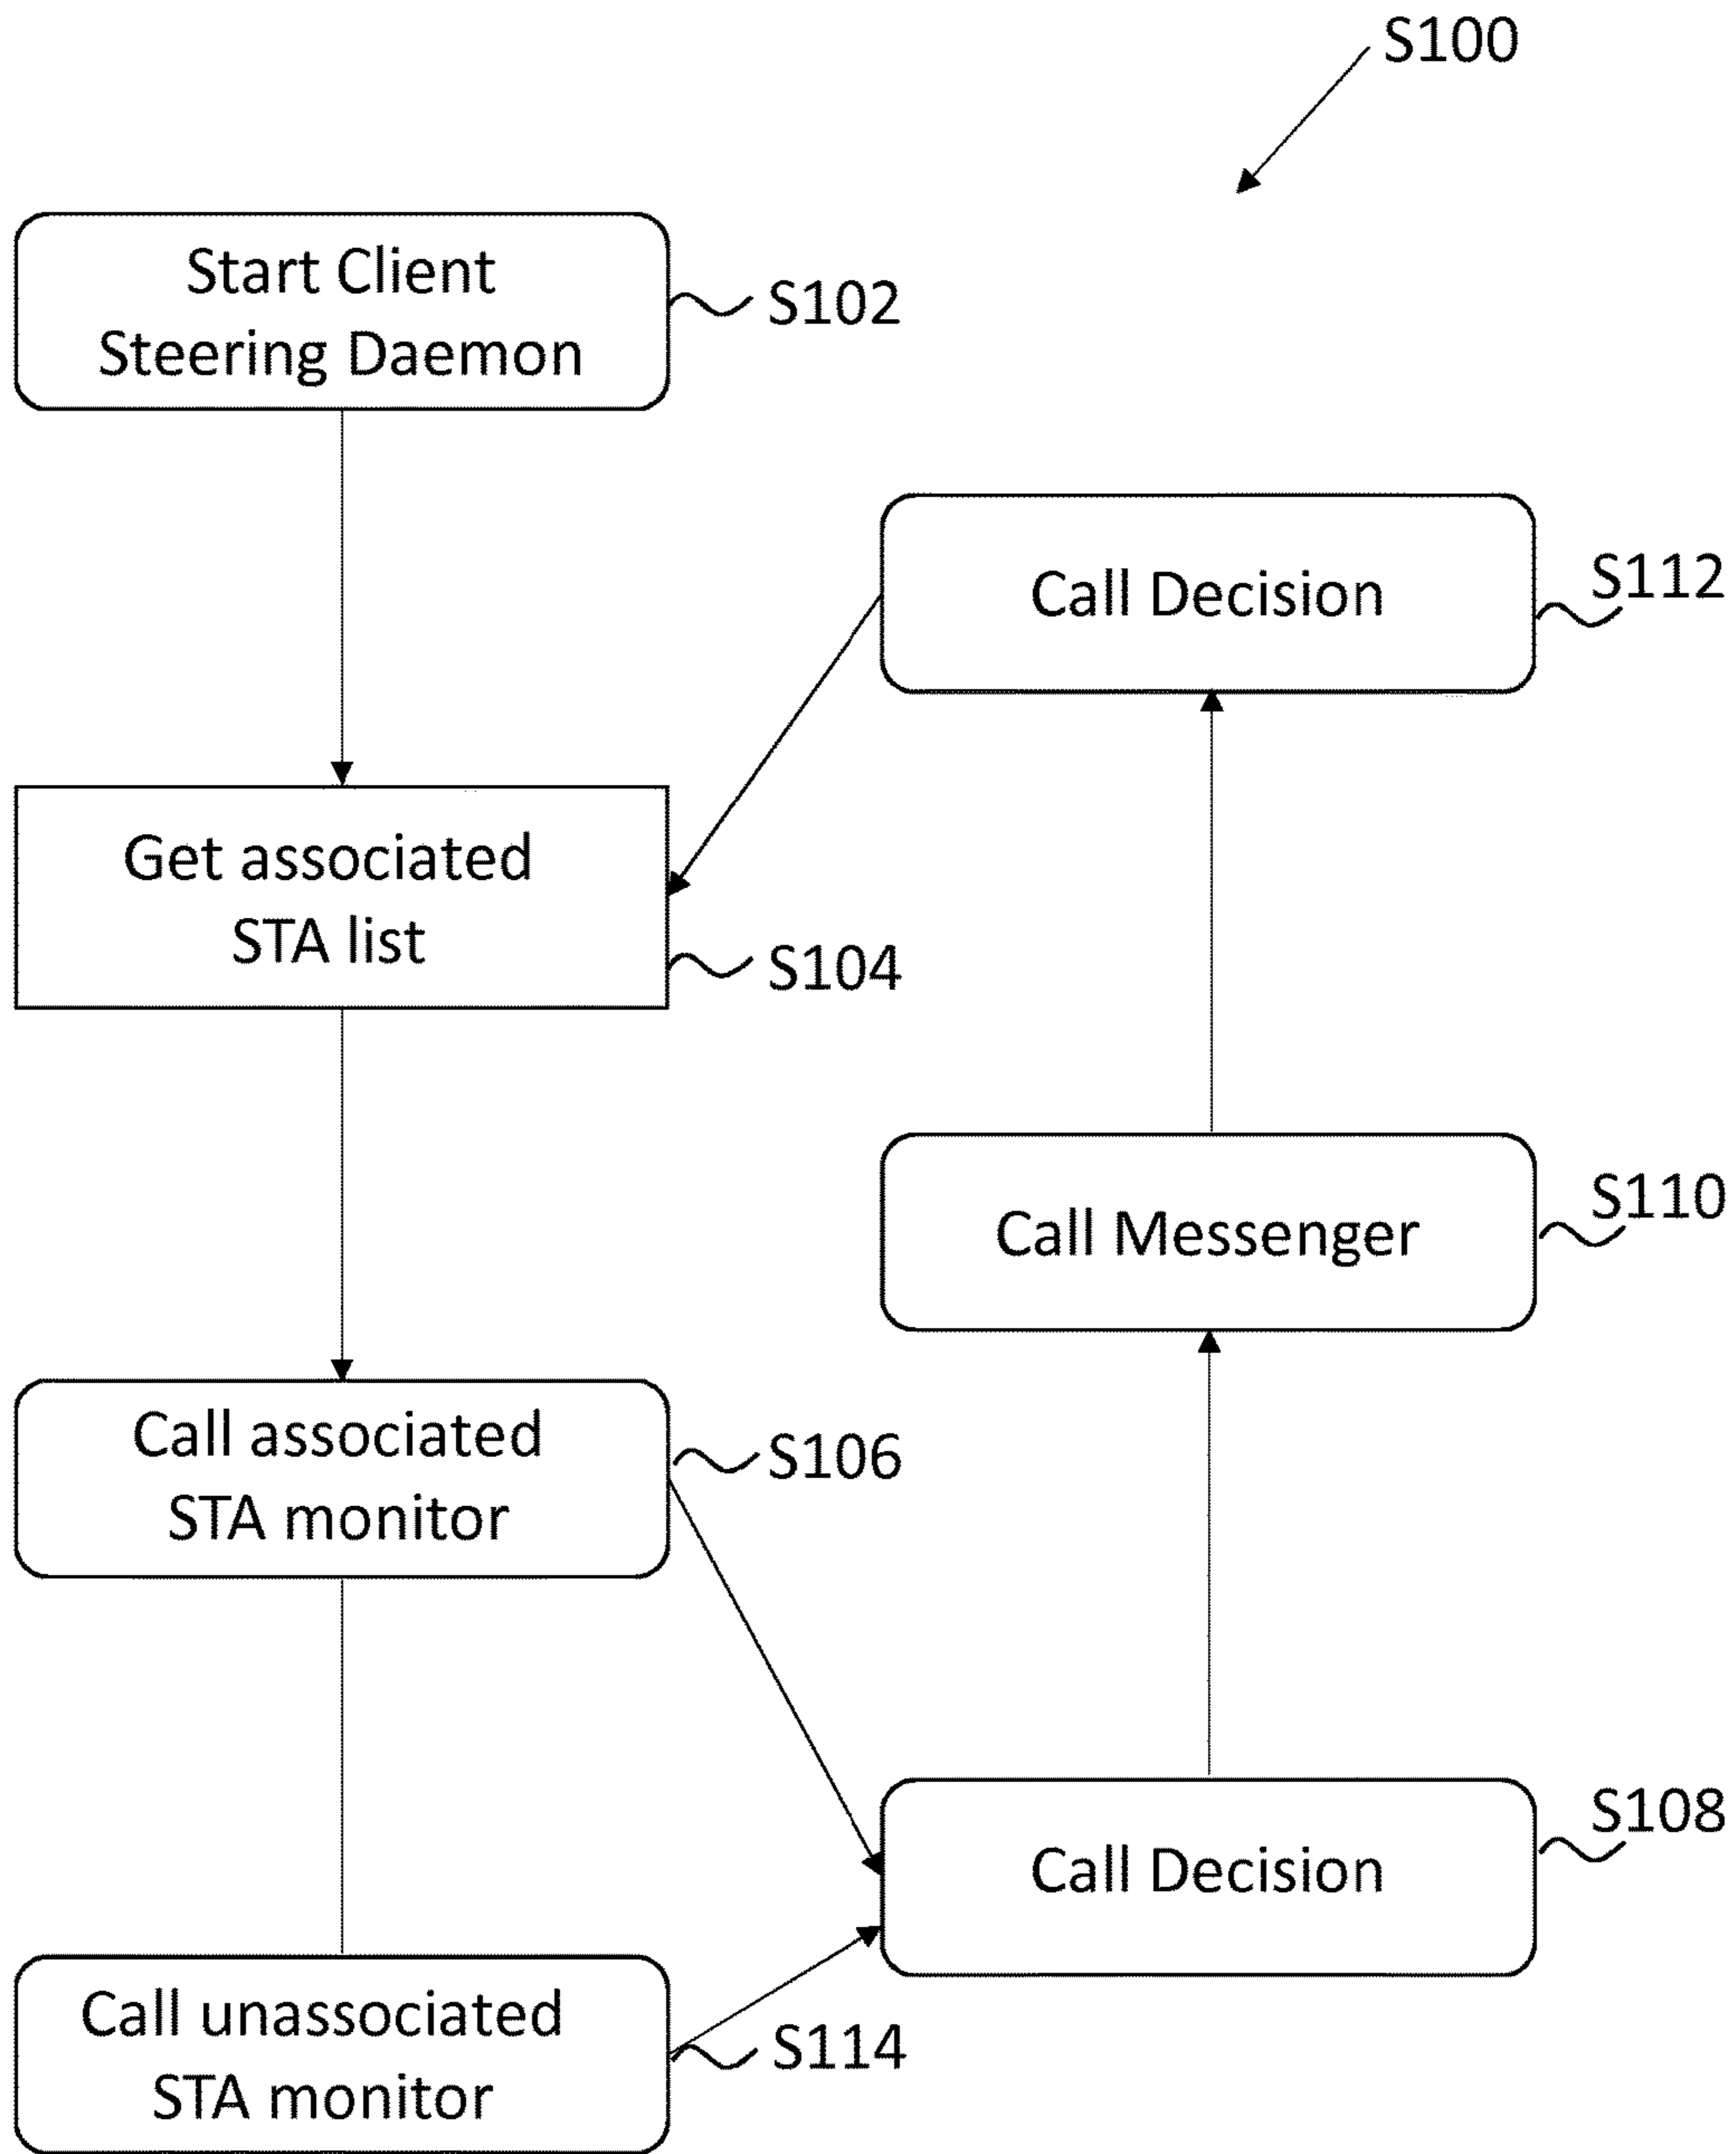 S100
Start Client
Steering Daemon
S102
Call Decision
S112
Get associated
STA list
S104
Call Messenger
S110
Call associated
STA monitor
S106
Call Decision
S108
Call unassociated
STA monitor
S114